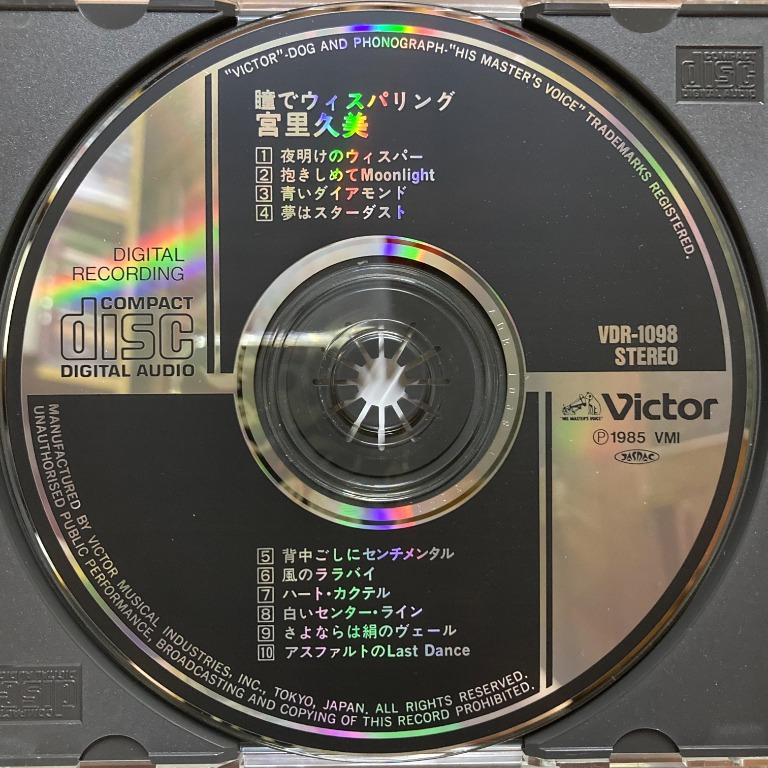 "VICTOR"-DOG AND PHONOGRAPH-"HIS MASTER'S VOICE" TRADEMARKS REGISTERED.
瞳でウィスパリング
宮里久美
1 夜明けのウィスパー
2 抱きしめてMoonlight
3 青いダイアモンド
4 夢はスターダスト
DIGITAL
RECORDING
COMPACT
disc
DIGITAL AUDIO
VDR-1098
STEREO
"HIS MASTER'S VOICE"
Victor
Ⓟ1985 VMI
JASRAC
5 背中ごしにセンチメンタル
6 風のララバイ
7 ハート・カクテル
8 白いセンター・ライン
9 さよならは絹のヴェール
10 アスファルトのLast Dance
MANUFACTURED BY VICTOR MUSICAL INDUSTRIES, INC., TOKYO, JAPAN. ALL RIGHTS RESERVED.
UNAUTHORISED PUBLIC PERFORMANCE, BROADCASTING AND COPYING OF THIS RECORD PROHIBITED.
COMPACT
disc
DIGITAL AUDIO